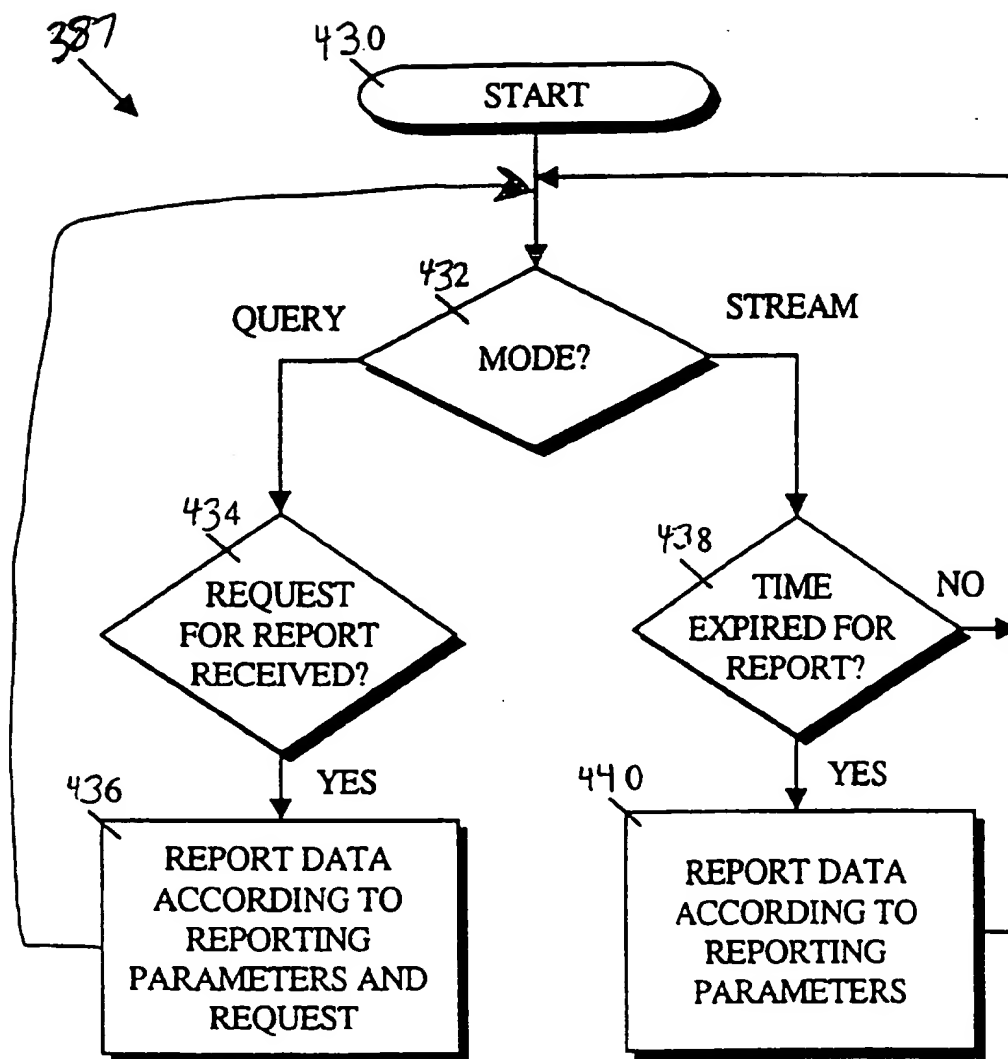 387
430
START
432
QUERY
STREAM
MODE?
434
REQUEST
FOR REPORT
RECEIVED?
438
TIME
EXPIRED FOR
REPORT?
NO
YES
YES
436
REPORT DATA
ACCORDING TO
REPORTING
PARAMETERS AND
REQUEST
440
REPORT DATA
ACCORDING TO
REPORTING
PARAMETERS